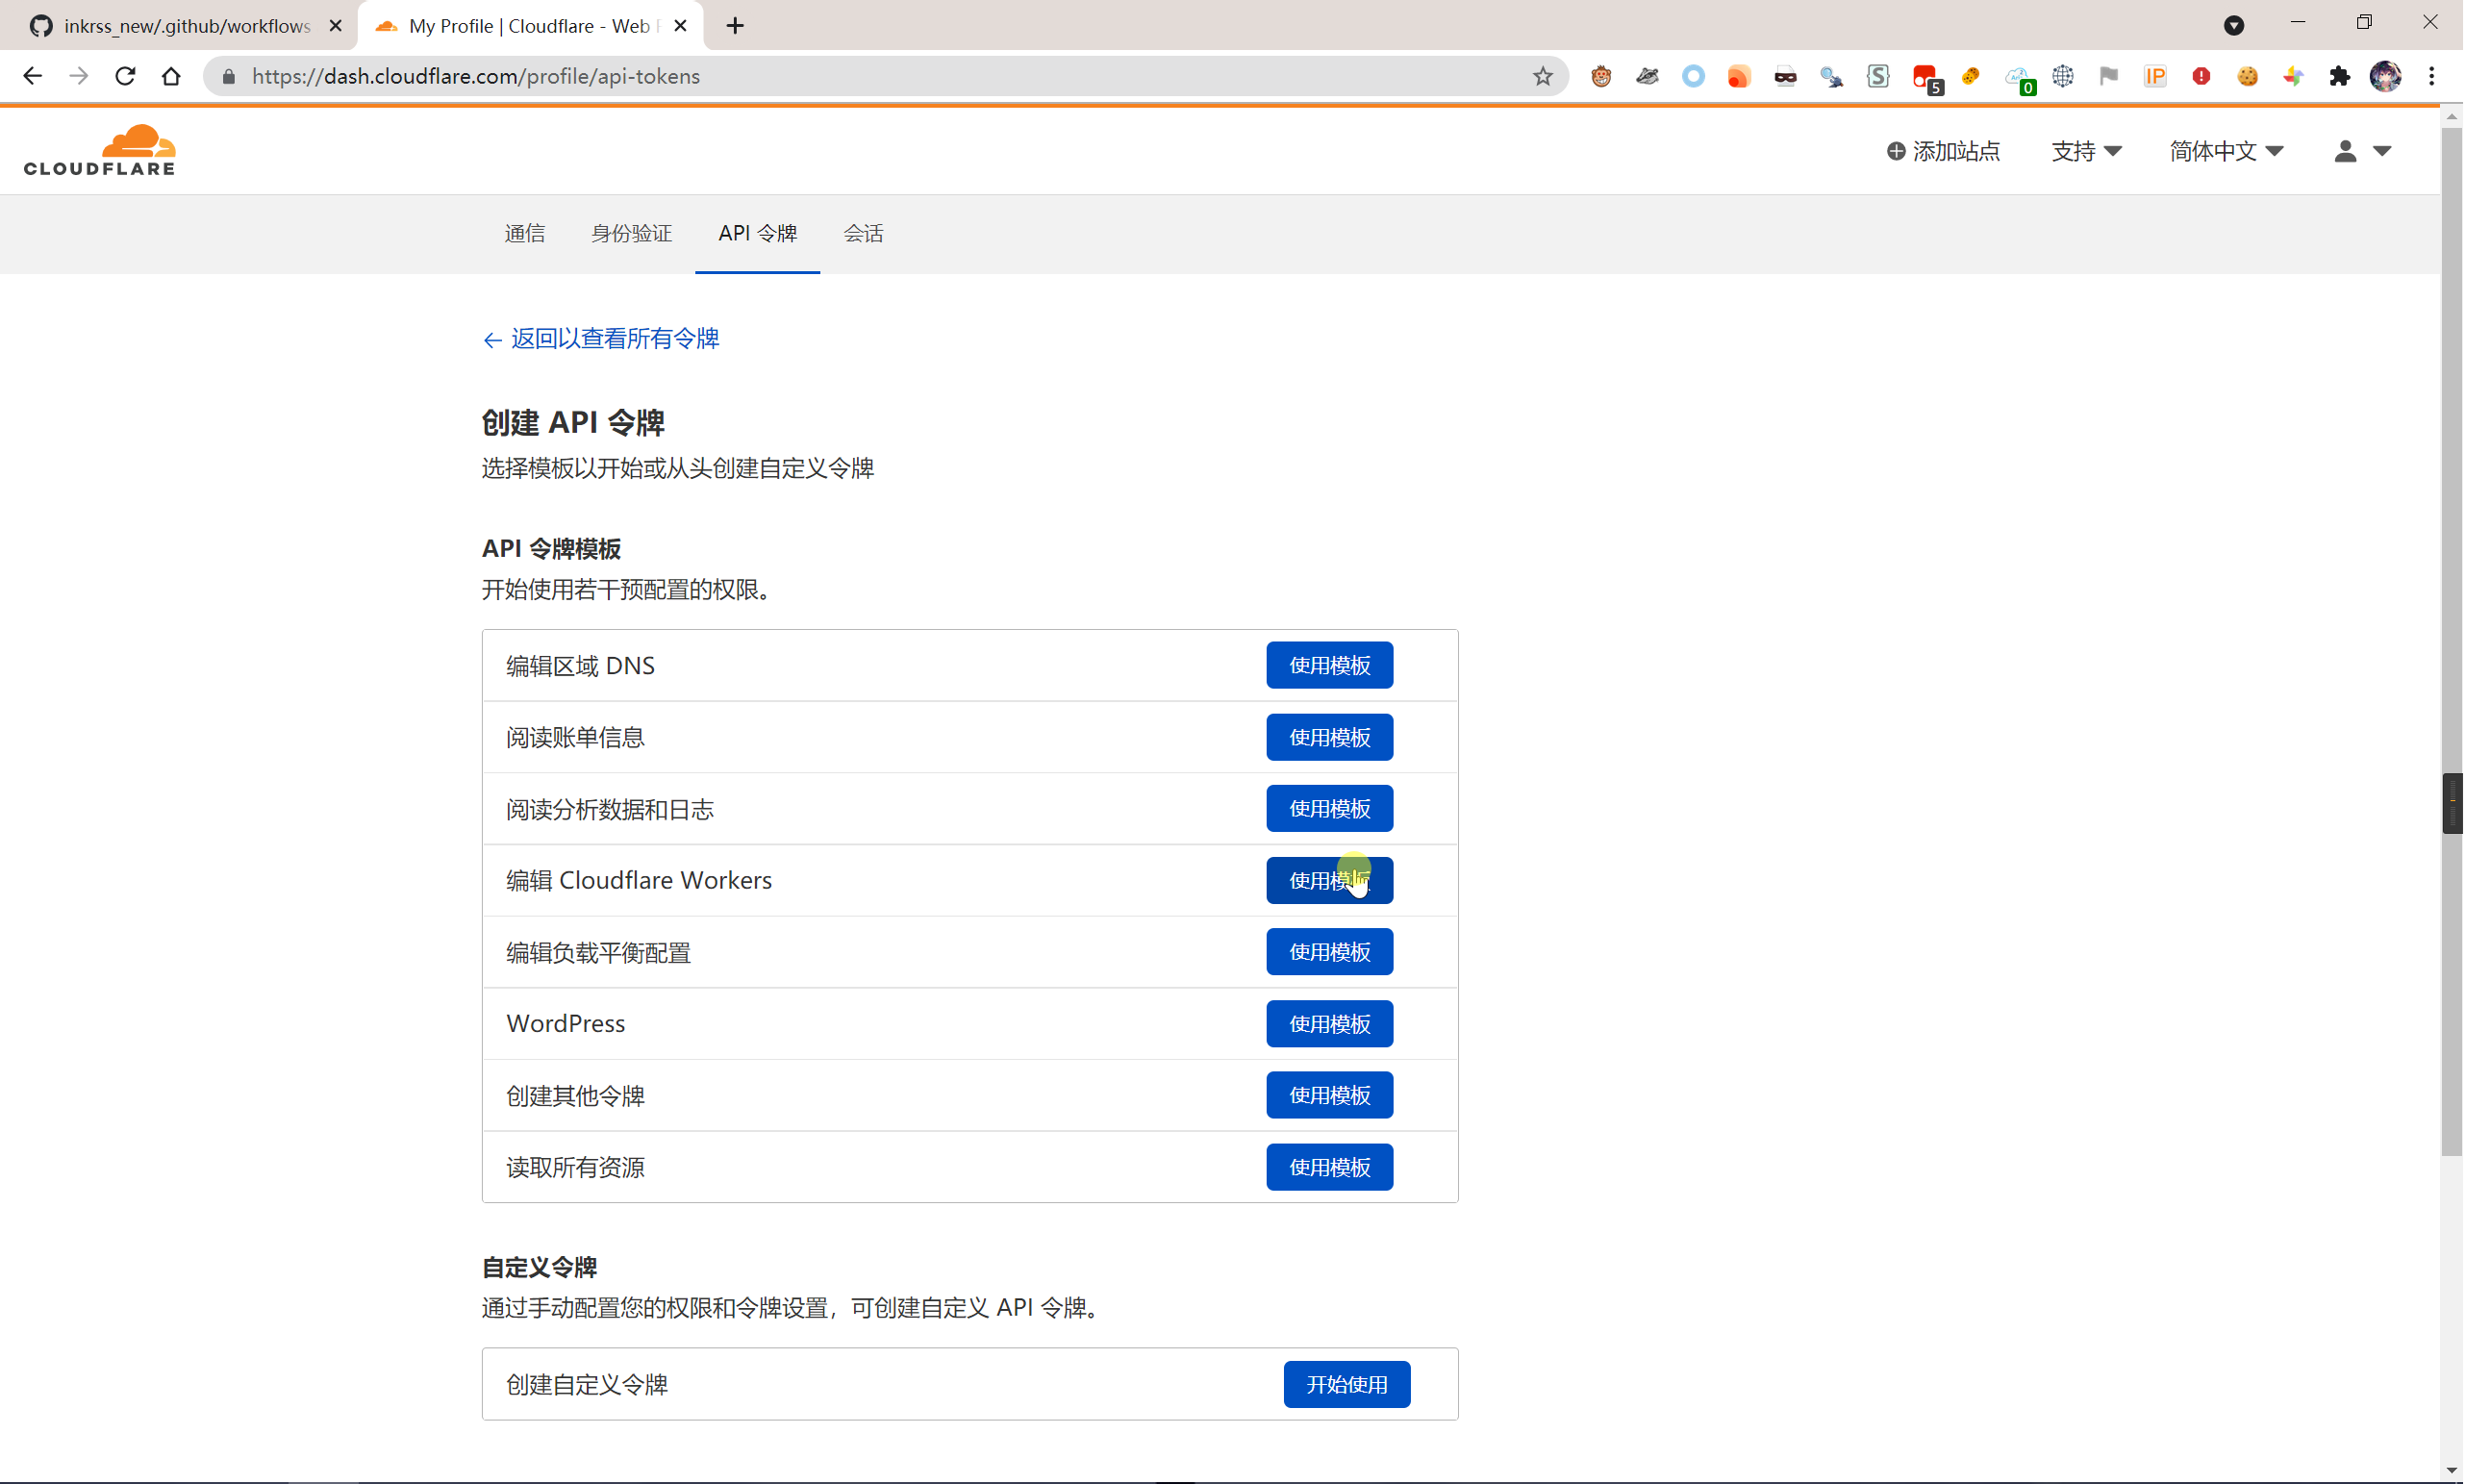 inkrss_new/.github/workflows
My Profile | Cloudflare - Web
https://dash.cloudflare.com/profile/api-tokens
5
0
IP
CLOUDFLARE
添加站点
支持
简体中文
通信
身份验证
API 令牌
会话
← 返回以查看所有令牌
创建 API 令牌
选择模板以开始或从头创建自定义令牌
API 令牌模板
开始使用若干预配置的权限。
编辑区域 DNS 使用模板
阅读账单信息 使用模板
阅读分析数据和日志 使用模板
编辑 Cloudflare Workers 使用模板
编辑负载平衡配置 使用模板
WordPress 使用模板
创建其他令牌 使用模板
读取所有资源 使用模板
自定义令牌
通过手动配置您的权限和令牌设置，可创建自定义 API 令牌。
创建自定义令牌 开始使用